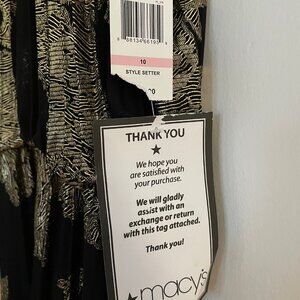 10
STYLE SETTER
THANK YOU
We hope you
are satisfied with
your purchase.
We will gladly
assist with an
exchange or return
with this tag attached.
Thank you!
macy's